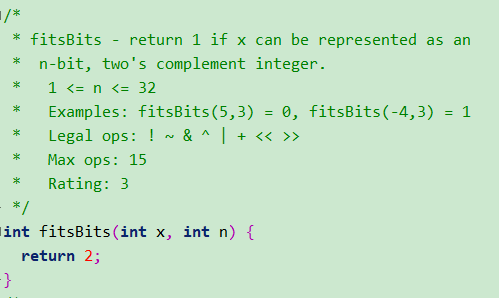 /*
 * fitsBits - return 1 if x can be represented as an
 *  n-bit, two's complement integer.
 *   1 <= n <= 32
 *   Examples: fitsBits(5,3) = 0, fitsBits(-4,3) = 1
 *   Legal ops: ! ~ & ^ | + << >>
 *   Max ops: 15
 *   Rating: 3
 */
int fitsBits(int x, int n) {
  return 2;
}